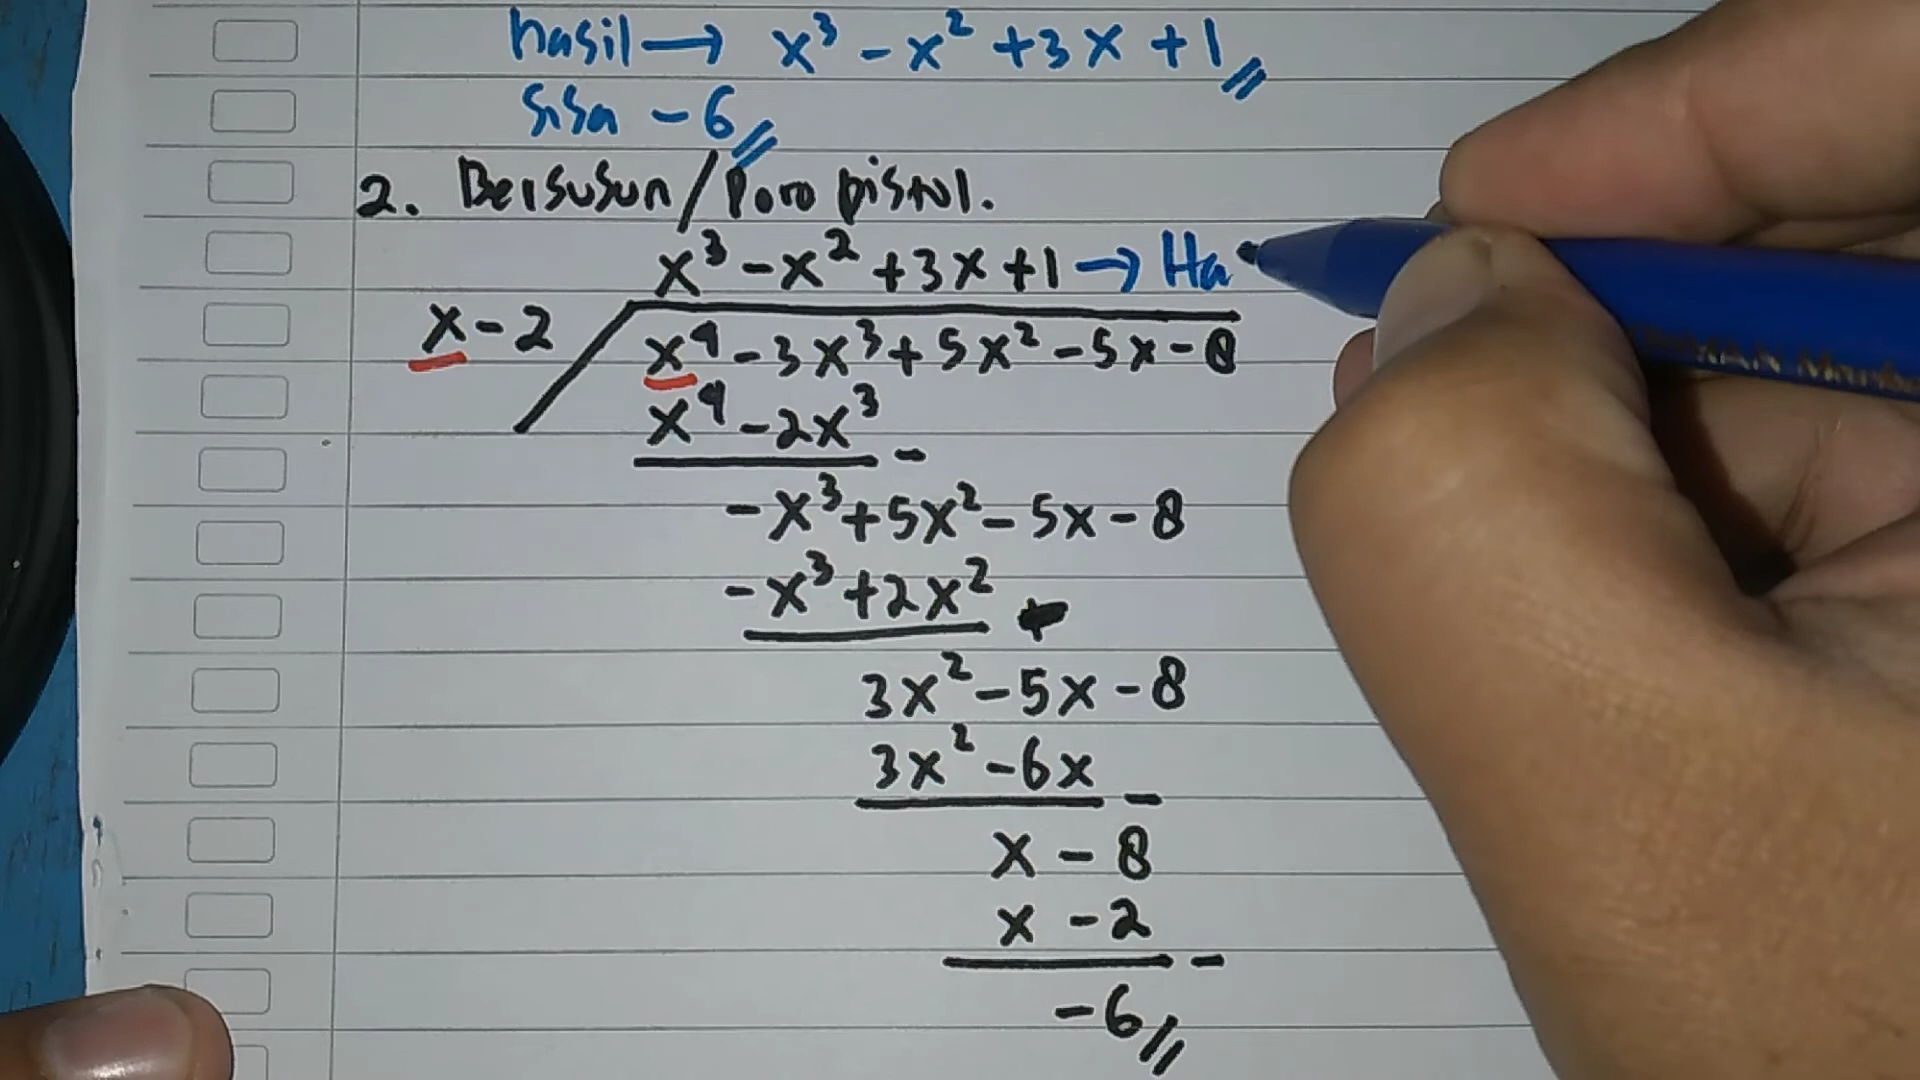 hasil → x³ - x² + 3x + 1
sisa - 6
2. Bersusun / Poro pistol.
x³ - x² + 3x + 1 → Ha
x - 2
x⁴ - 3x³ + 5x² - 5x - 8
x⁴ - 2x³ -
-x³ + 5x² - 5x - 8
-x³ + 2x²
3x² - 5x - 8
3x² - 6x -
x - 8
x - 2 -
-6